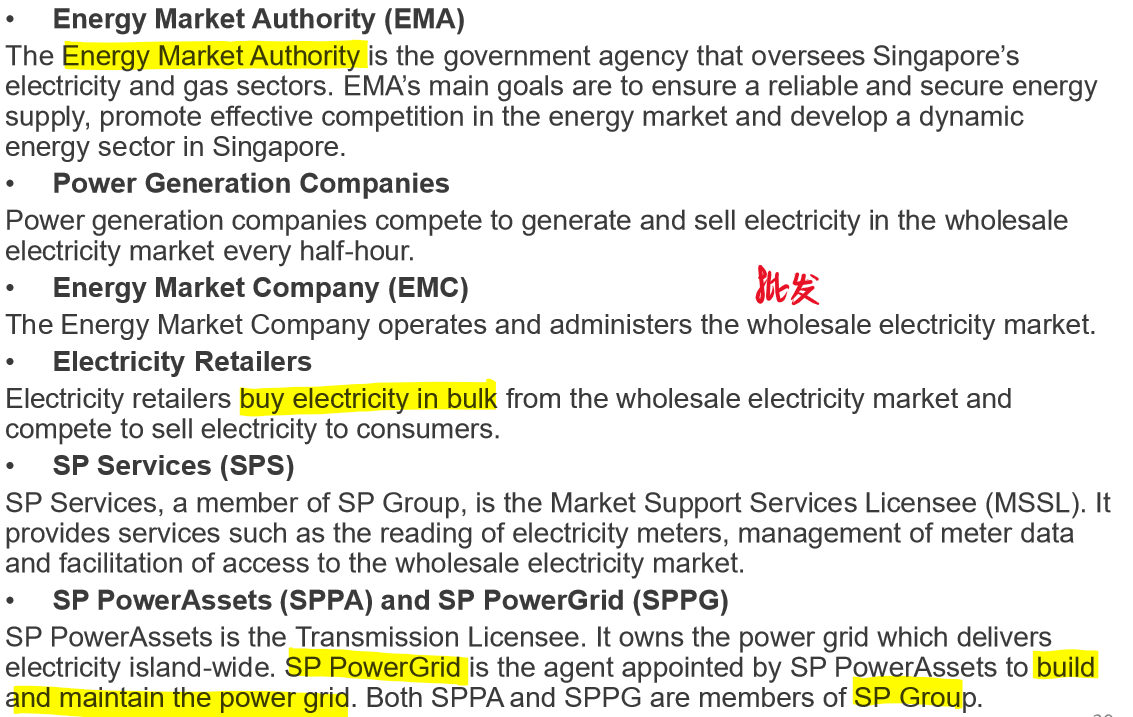 • Energy Market Authority (EMA)
The Energy Market Authority is the government agency that oversees Singapore’s
electricity and gas sectors. EMA’s main goals are to ensure a reliable and secure energy
supply, promote effective competition in the energy market and develop a dynamic
energy sector in Singapore.
• Power Generation Companies
Power generation companies compete to generate and sell electricity in the wholesale
electricity market every half-hour.
• Energy Market Company (EMC)
批发
The Energy Market Company operates and administers the wholesale electricity market.
• Electricity Retailers
Electricity retailers buy electricity in bulk from the wholesale electricity market and
compete to sell electricity to consumers.
• SP Services (SPS)
SP Services, a member of SP Group, is the Market Support Services Licensee (MSSL). It
provides services such as the reading of electricity meters, management of meter data
and facilitation of access to the wholesale electricity market.
• SP PowerAssets (SPPA) and SP PowerGrid (SPPG)
SP PowerAssets is the Transmission Licensee. It owns the power grid which delivers
electricity island-wide. SP PowerGrid is the agent appointed by SP PowerAssets to build
and maintain the power grid. Both SPPA and SPPG are members of SP Group.